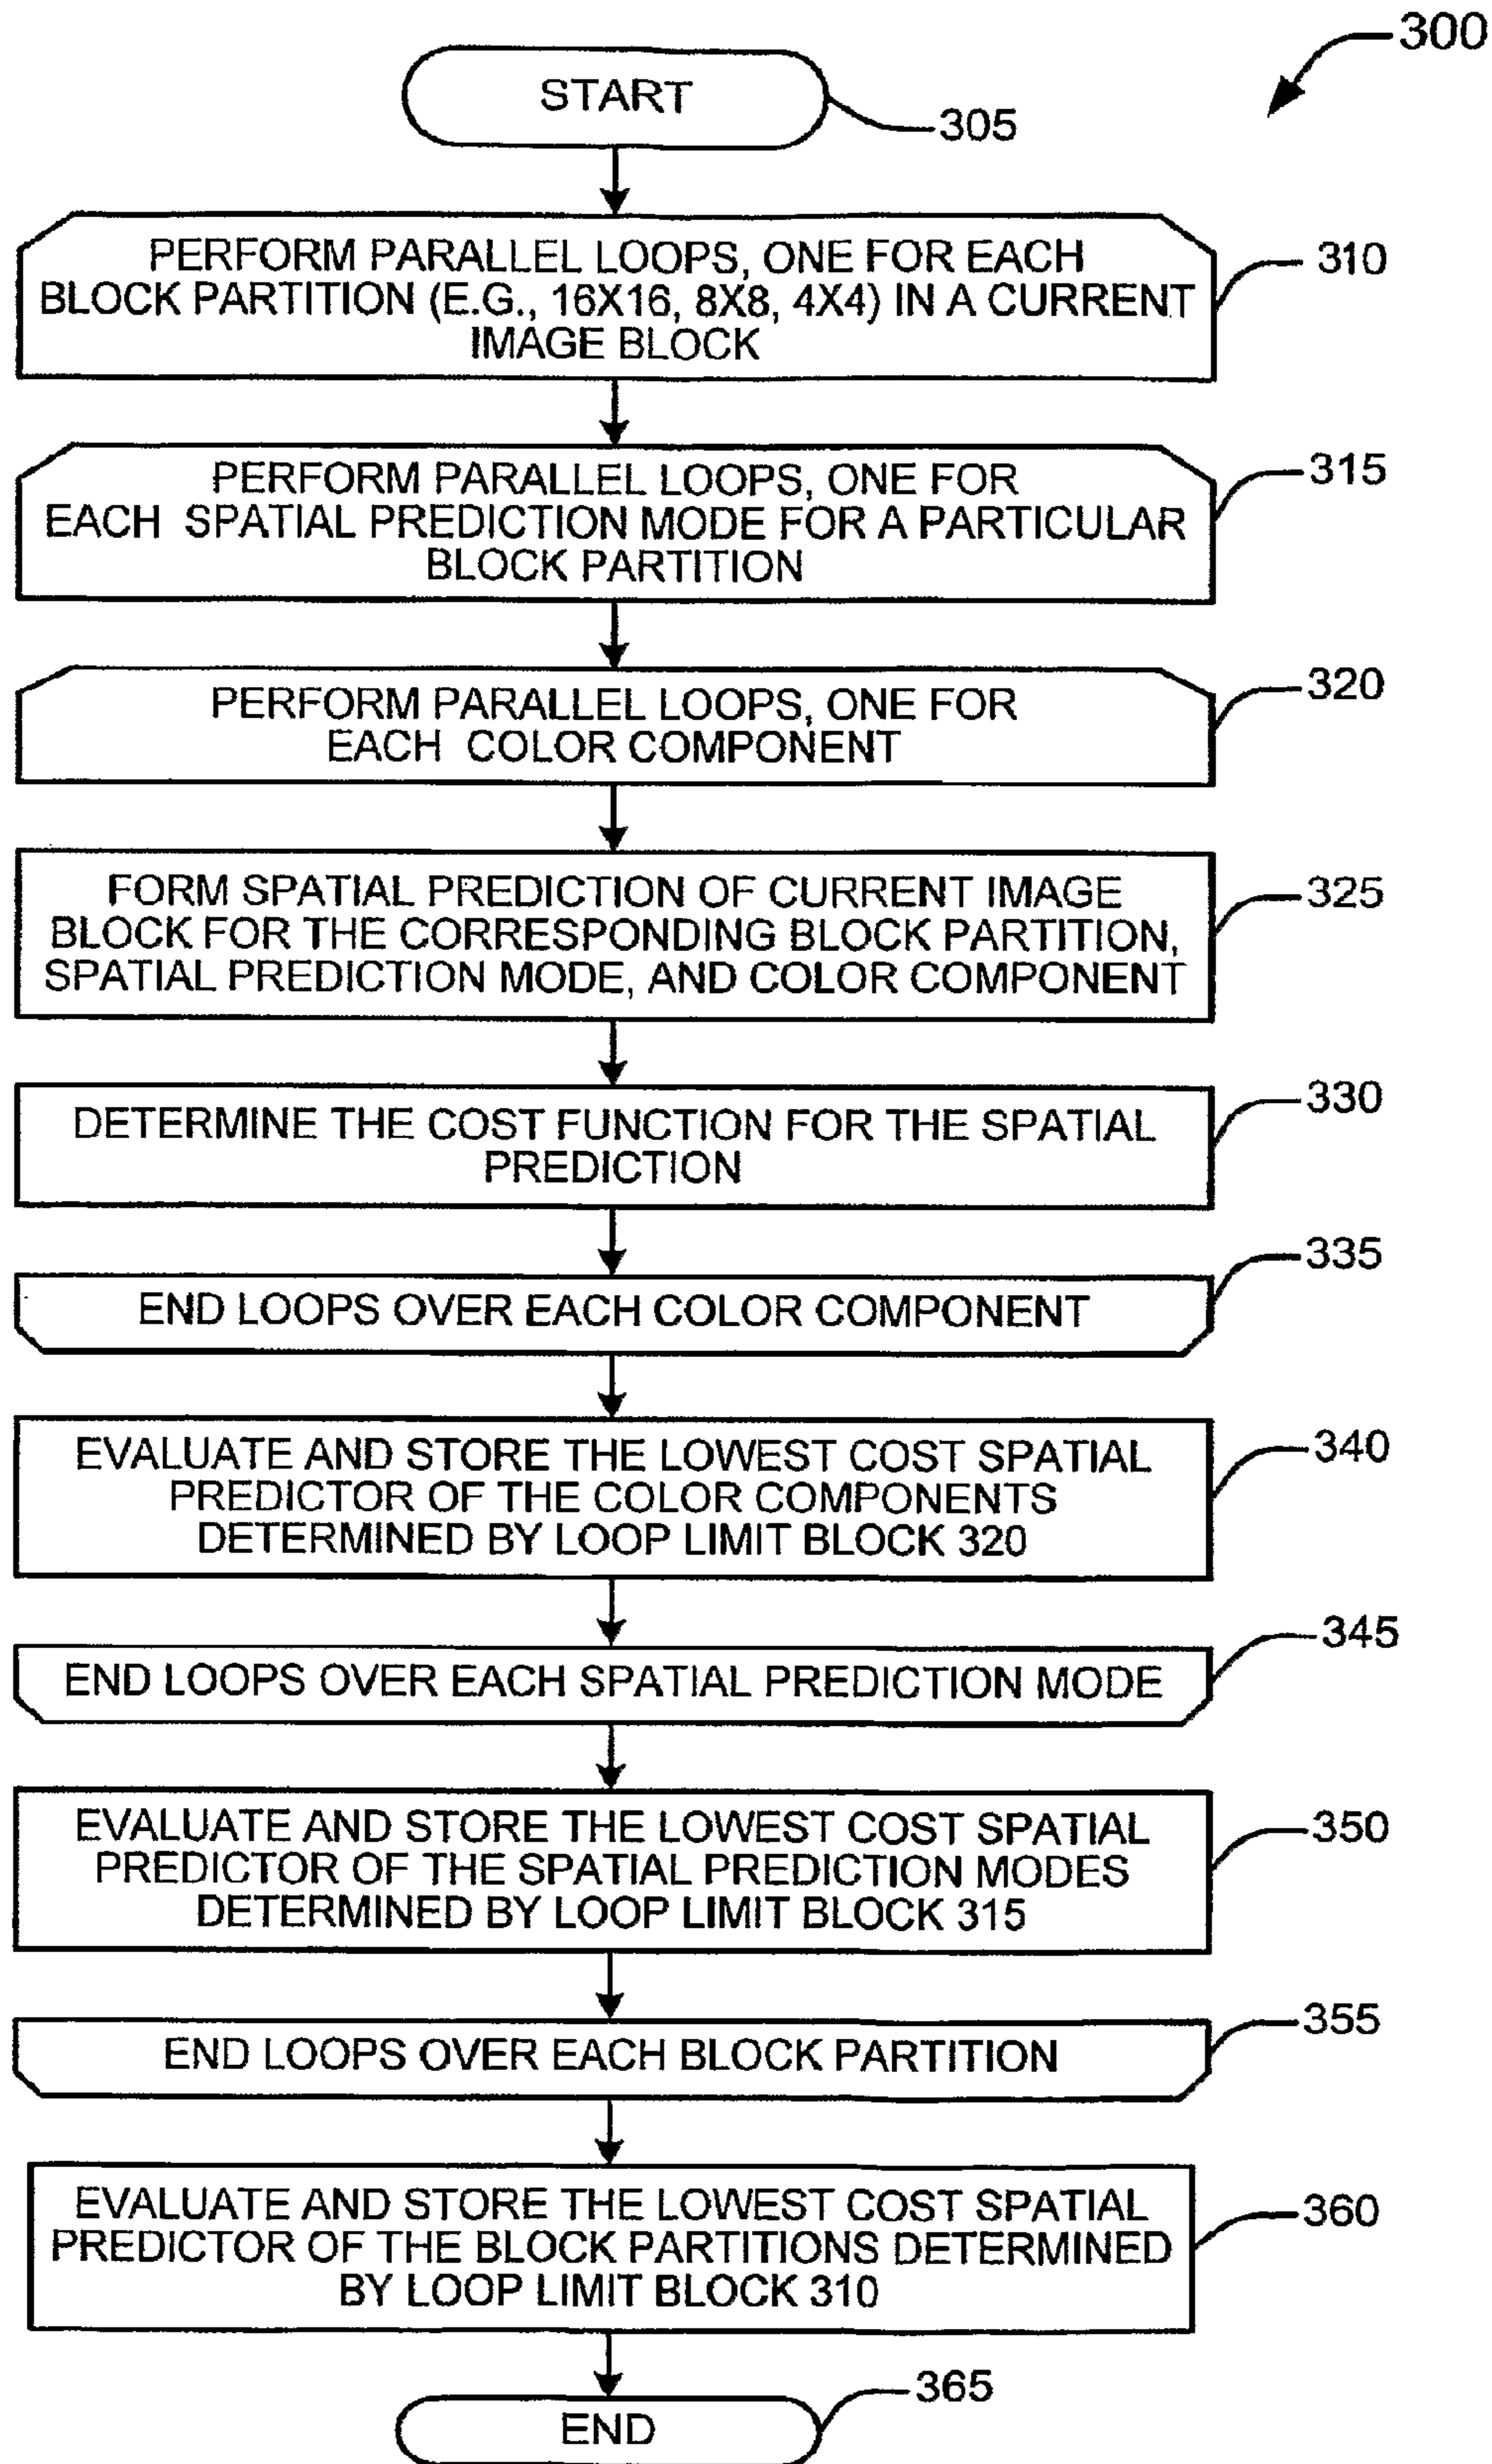 300
START
305
PERFORM PARALLEL LOOPS, ONE FOR EACH
BLOCK PARTITION (E.G., 16X16, 8X8, 4X4) IN A CURRENT
IMAGE BLOCK
310
PERFORM PARALLEL LOOPS, ONE FOR
EACH SPATIAL PREDICTION MODE FOR A PARTICULAR
BLOCK PARTITION
315
PERFORM PARALLEL LOOPS, ONE FOR
EACH COLOR COMPONENT
320
FORM SPATIAL PREDICTION OF CURRENT IMAGE
BLOCK FOR THE CORRESPONDING BLOCK PARTITION,
SPATIAL PREDICTION MODE, AND COLOR COMPONENT
325
DETERMINE THE COST FUNCTION FOR THE SPATIAL
PREDICTION
330
END LOOPS OVER EACH COLOR COMPONENT
335
EVALUATE AND STORE THE LOWEST COST SPATIAL
PREDICTOR OF THE COLOR COMPONENTS
DETERMINED BY LOOP LIMIT BLOCK 320
340
END LOOPS OVER EACH SPATIAL PREDICTION MODE
345
EVALUATE AND STORE THE LOWEST COST SPATIAL
PREDICTOR OF THE SPATIAL PREDICTION MODES
DETERMINED BY LOOP LIMIT BLOCK 315
350
END LOOPS OVER EACH BLOCK PARTITION
355
EVALUATE AND STORE THE LOWEST COST SPATIAL
PREDICTOR OF THE BLOCK PARTITIONS DETERMINED
BY LOOP LIMIT BLOCK 310
360
END
365